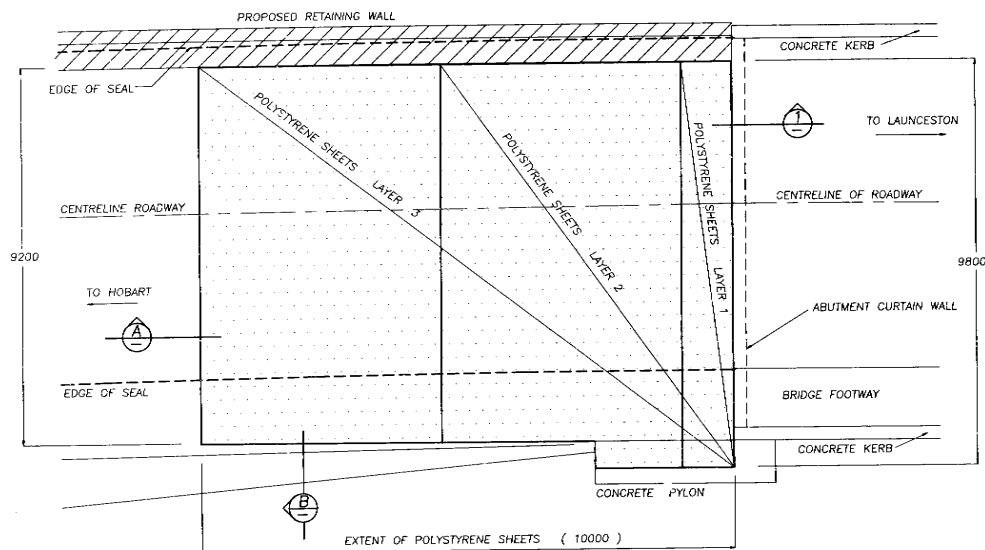 PROPOSED RETAINING WALL
CONCRETE KERB
EDGE OF SEAL
POLYSTYRENE SHEETS LAYER 3
POLYSTYRENE SHEETS LAYER 2
POLYSTYRENE SHEETS LAYER 1
1
TO LAUNCESTON
CENTRELINE ROADWAY
CENTRELINE OF ROADWAY
9200
9800
TO HOBART
ABUTMENT CURTAIN WALL
A
EDGE OF SEAL
BRIDGE FOOTWAY
CONCRETE KERB
CONCRETE PYLON
B
EXTENT OF POLYSTYRENE SHEETS ( 10000 )